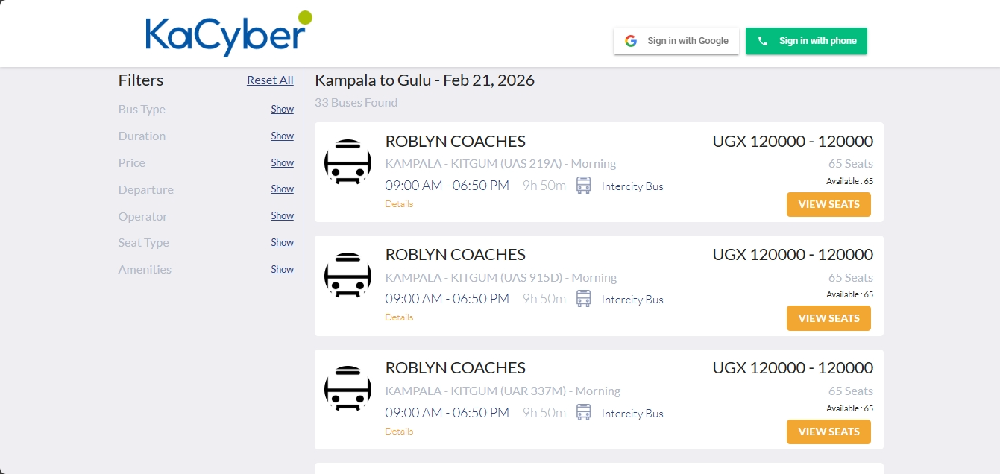 KaCyber
Sign in with Google
Sign in with phone
Filters
Reset All
Bus Type
Show
Duration
Show
Price
Show
Departure
Show
Operator
Show
Seat Type
Show
Amenities
Show
Kampala to Gulu - Feb 21, 2026
33 Buses Found
ROBLYN COACHES
UGX 120000 - 120000
KAMPALA - KITGUM (UAS 219A) - Morning
65 Seats
09:00 AM - 06:50 PM 9h 50m Intercity Bus
Available : 65
Details
VIEW SEATS
ROBLYN COACHES
UGX 120000 - 120000
KAMPALA - KITGUM (UAS 915D) - Morning
65 Seats
09:00 AM - 06:50 PM 9h 50m Intercity Bus
Available : 65
Details
VIEW SEATS
ROBLYN COACHES
UGX 120000 - 120000
KAMPALA - KITGUM (UAR 337M) - Morning
65 Seats
09:00 AM - 06:50 PM 9h 50m Intercity Bus
Available : 65
Details
VIEW SEATS